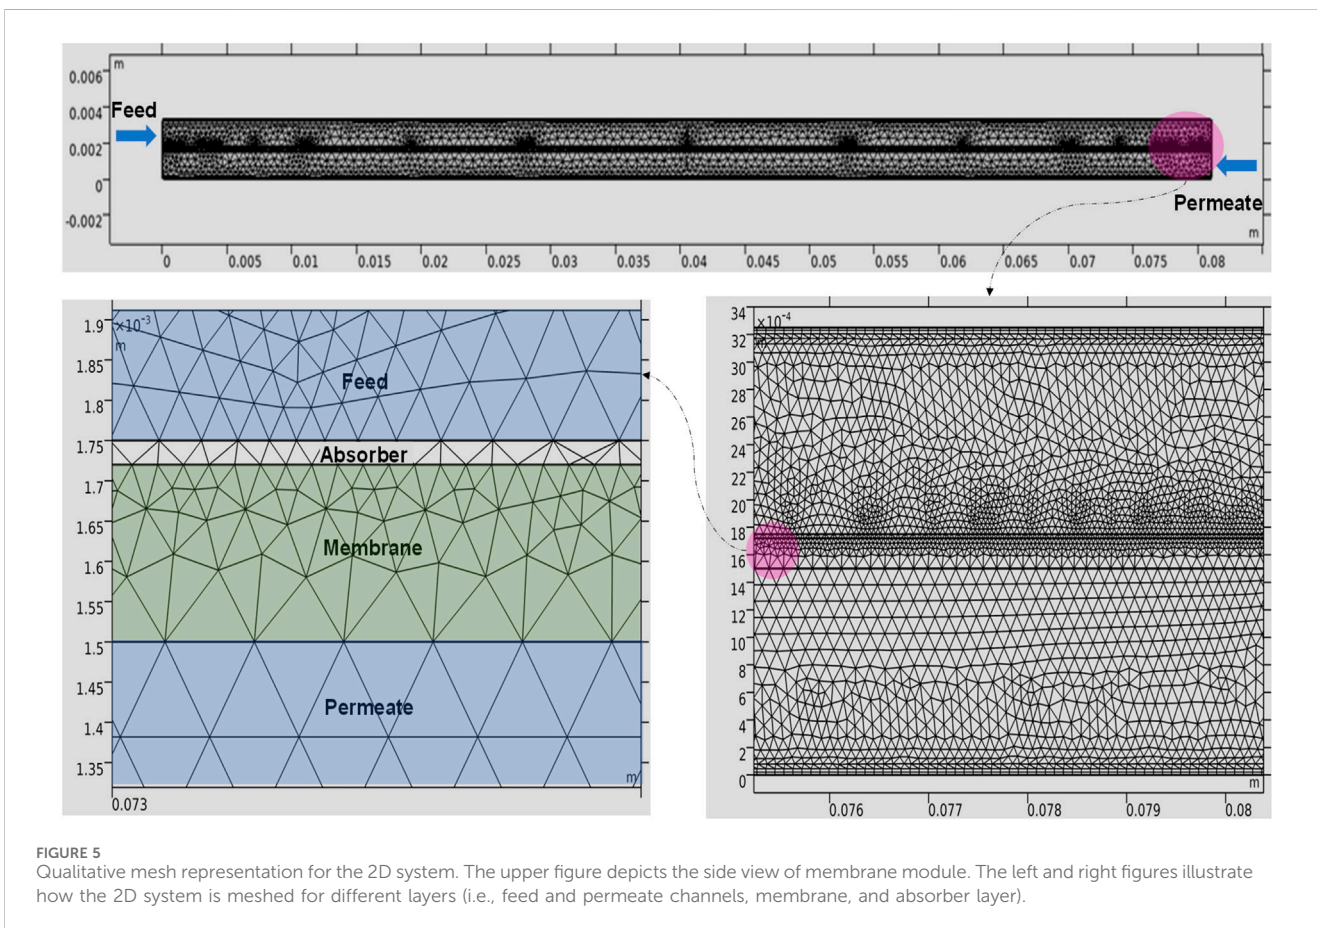 m
0.006
0.004
Feed
0.002
0
Permeate
-0.002
m
0 0.005 0.01 0.015 0.02 0.025 0.03 0.035 0.04 0.045 0.05 0.055 0.06 0.065 0.07 0.075 0.08
1.9 ×10⁻³
m
1.85
Feed
1.8
1.75
Absorber
1.7
1.65
Membrane
1.6
1.55
1.5
1.45
Permeate
1.4
1.35
m
0.073
34
×10⁻⁴
32
m
30
28
26
24
22
20
18
16
14
12
10
8
6
4
2
0
m
0.076 0.077 0.078 0.079 0.08
FIGURE 5
Qualitative mesh representation for the 2D system. The upper figure depicts the side view of membrane module. The left and right figures illustrate
how the 2D system is meshed for different layers (i.e., feed and permeate channels, membrane, and absorber layer).